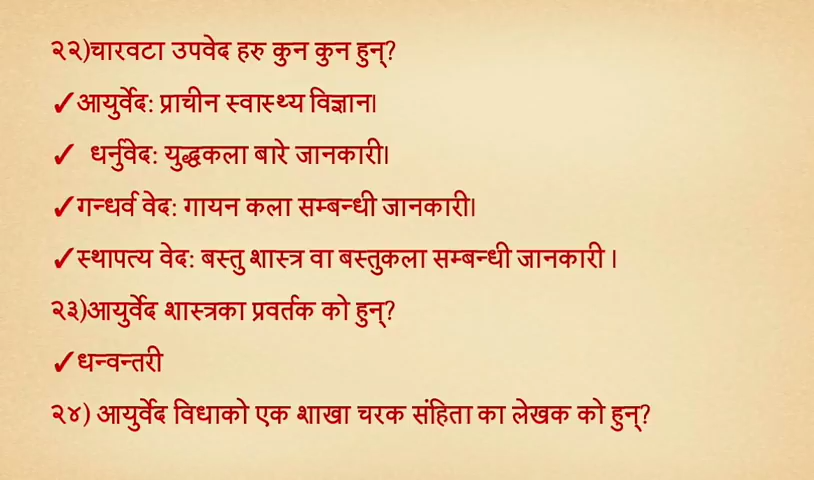 २२)चारवटा उपवेद हरु कुन कुन हुन्?
✓आयुर्वेद: प्राचीन स्वास्थ्य विज्ञान।
✓ धर्नुवेद: युद्धकला बारे जानकारी।
✓गन्धर्व वेद: गायन कला सम्बन्धी जानकारी।
✓स्थापत्य वेद: बस्तु शास्त्र वा बस्तुकला सम्बन्धी जानकारी ।
२३)आयुर्वेद शास्त्रका प्रवर्तक को हुन्?
✓धन्वन्तरी
२४) आयुर्वेद विधाको एक शाखा चरक संहिता का लेखक को हुन्?